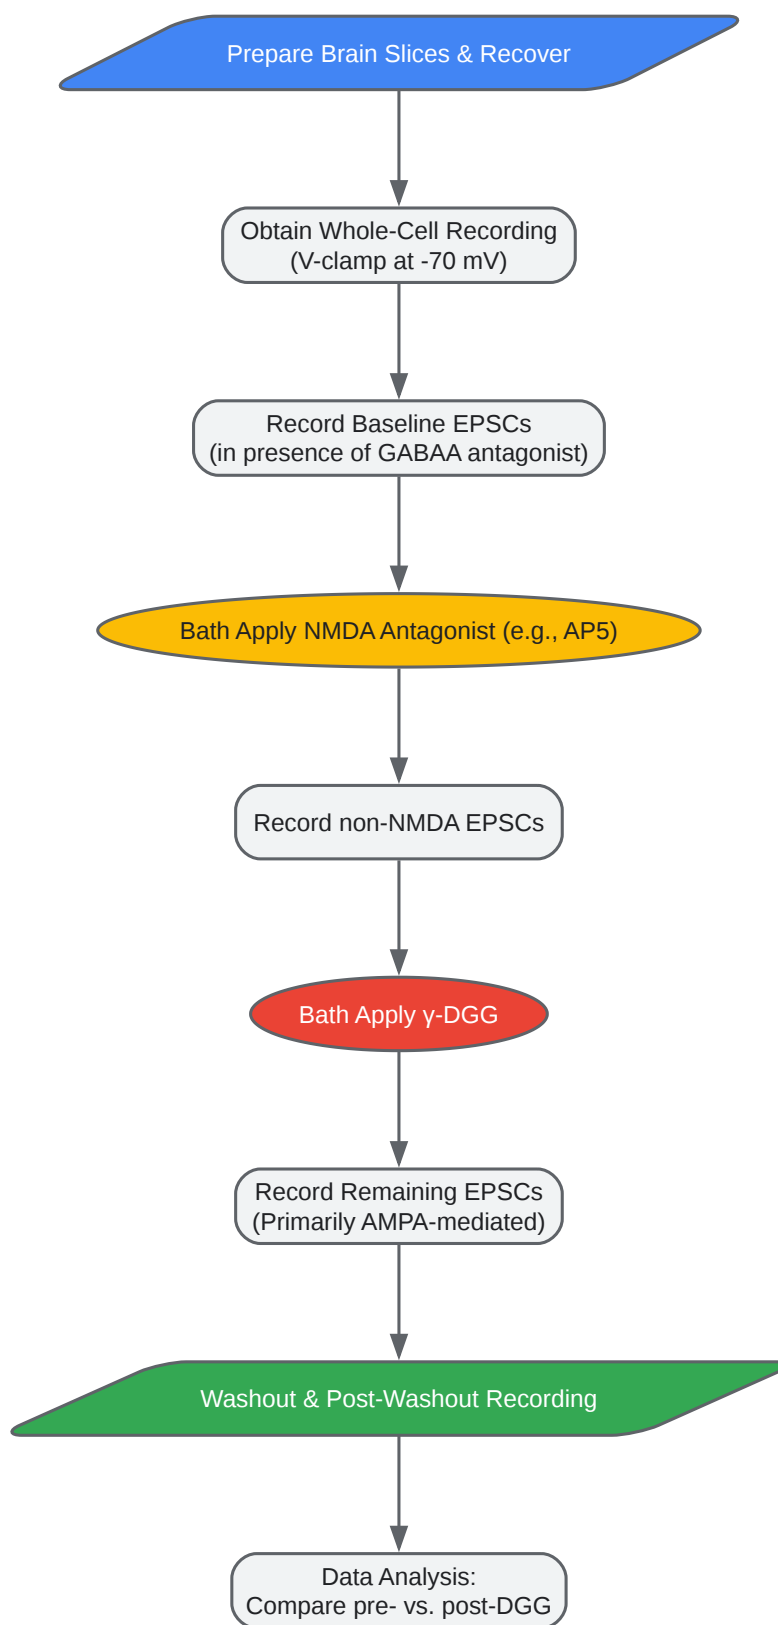 Prepare Brain Slices & Recover
Obtain Whole-Cell Recording
(V-clamp at -70 mV)
Record Baseline EPSCs
(in presence of GABAA antagonist)
Bath Apply NMDA Antagonist (e.g., AP5)
Record non-NMDA EPSCs
Bath Apply γ-DGG
Record Remaining EPSCs
(Primarily AMPA-mediated)
Washout & Post-Washout Recording
Data Analysis:
Compare pre- vs. post-DGG